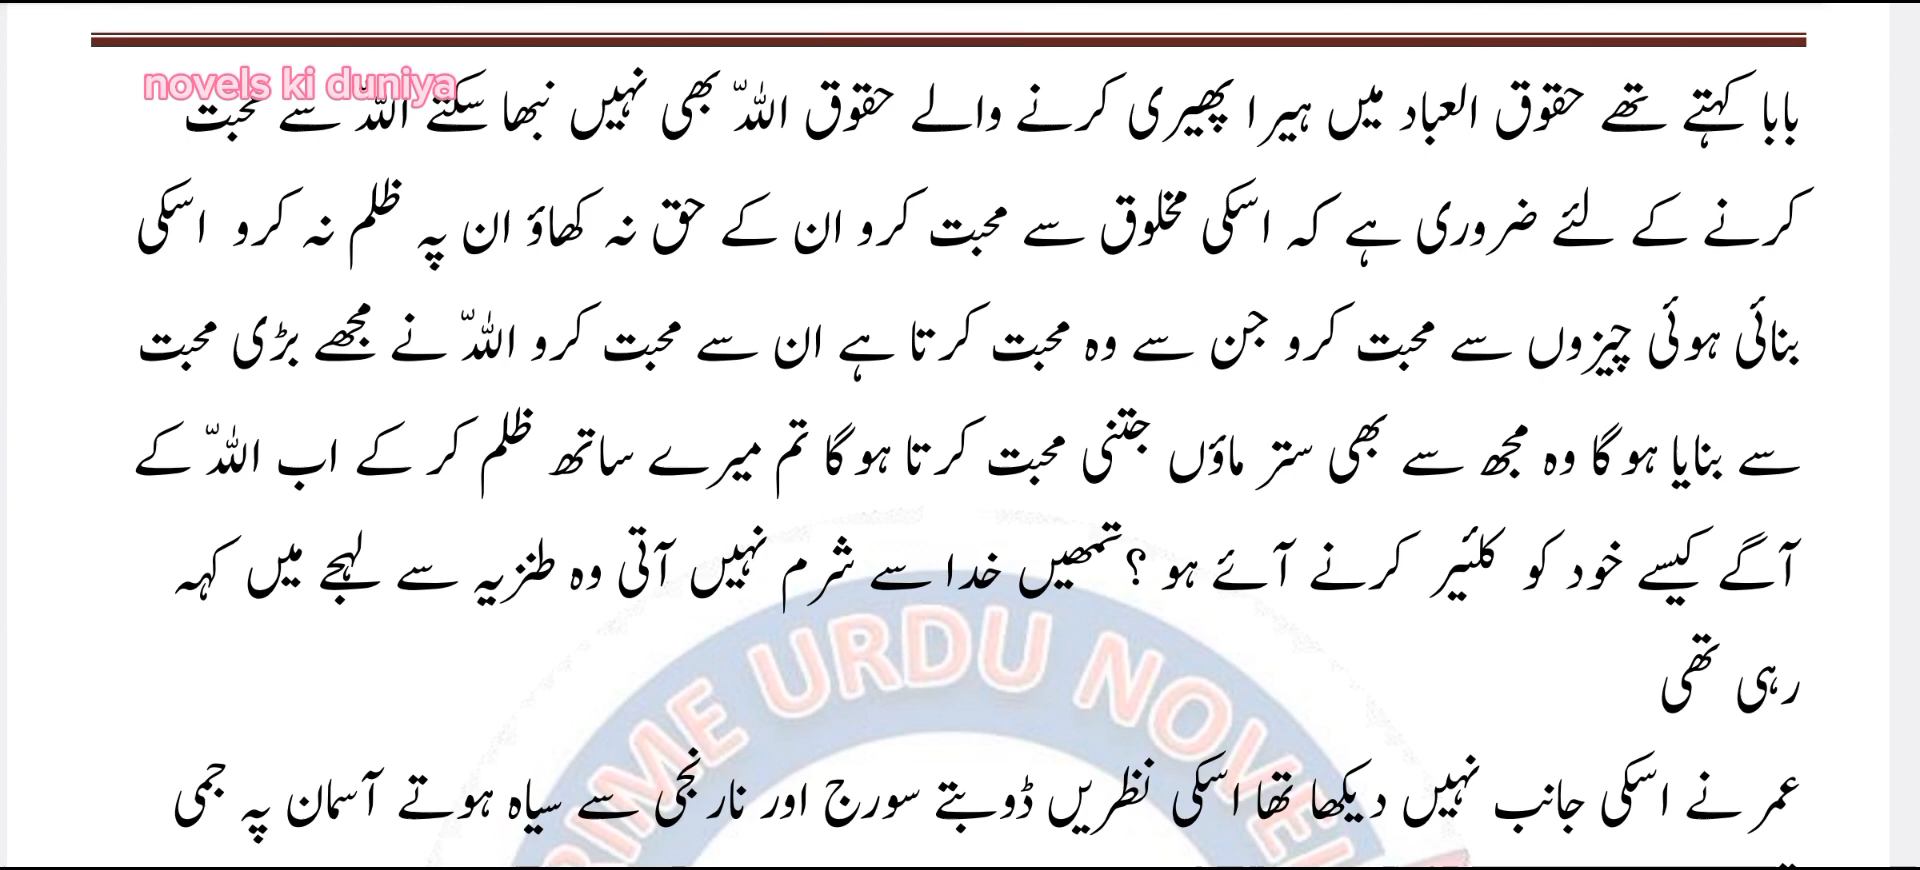 novels ki duniya
بابا کہتے تھے حقوق العباد میں ہیرا پھیری کرنے والے حقوق اللہ بھی نہیں نبھا سکتے اللہ سے محبت
کرنے کے لئے ضروری ہے کہ اسکی مخلوق سے محبت کرو ان کے حق نہ کھاؤ ان پہ ظلم نہ کرو اسکی
بنائی ہوئی چیزوں سے محبت کرو جن سے وہ محبت کرتا ہے ان سے محبت کرو اللہ نے مجھے بڑی محبت
سے بنایا ہو گا وہ مجھ سے بھی ستر ماؤں جتنی محبت کرتا ہو گا تم میرے ساتھ ظلم کر کے اب اللہ کے
آگے کیسے خود کو کلئیر کرنے آئے ہو ؟ تمھیں خدا سے شرم نہیں آتی وہ طنزیہ سے لہجے میں کہہ
رہی تھی
عمر نے اسکی جانب نہیں دیکھا تھا اسکی نظریں ڈوبتے سورج اور نارنجی سے سیاہ ہوتے آسمان پہ جمی
URDU NOVEL